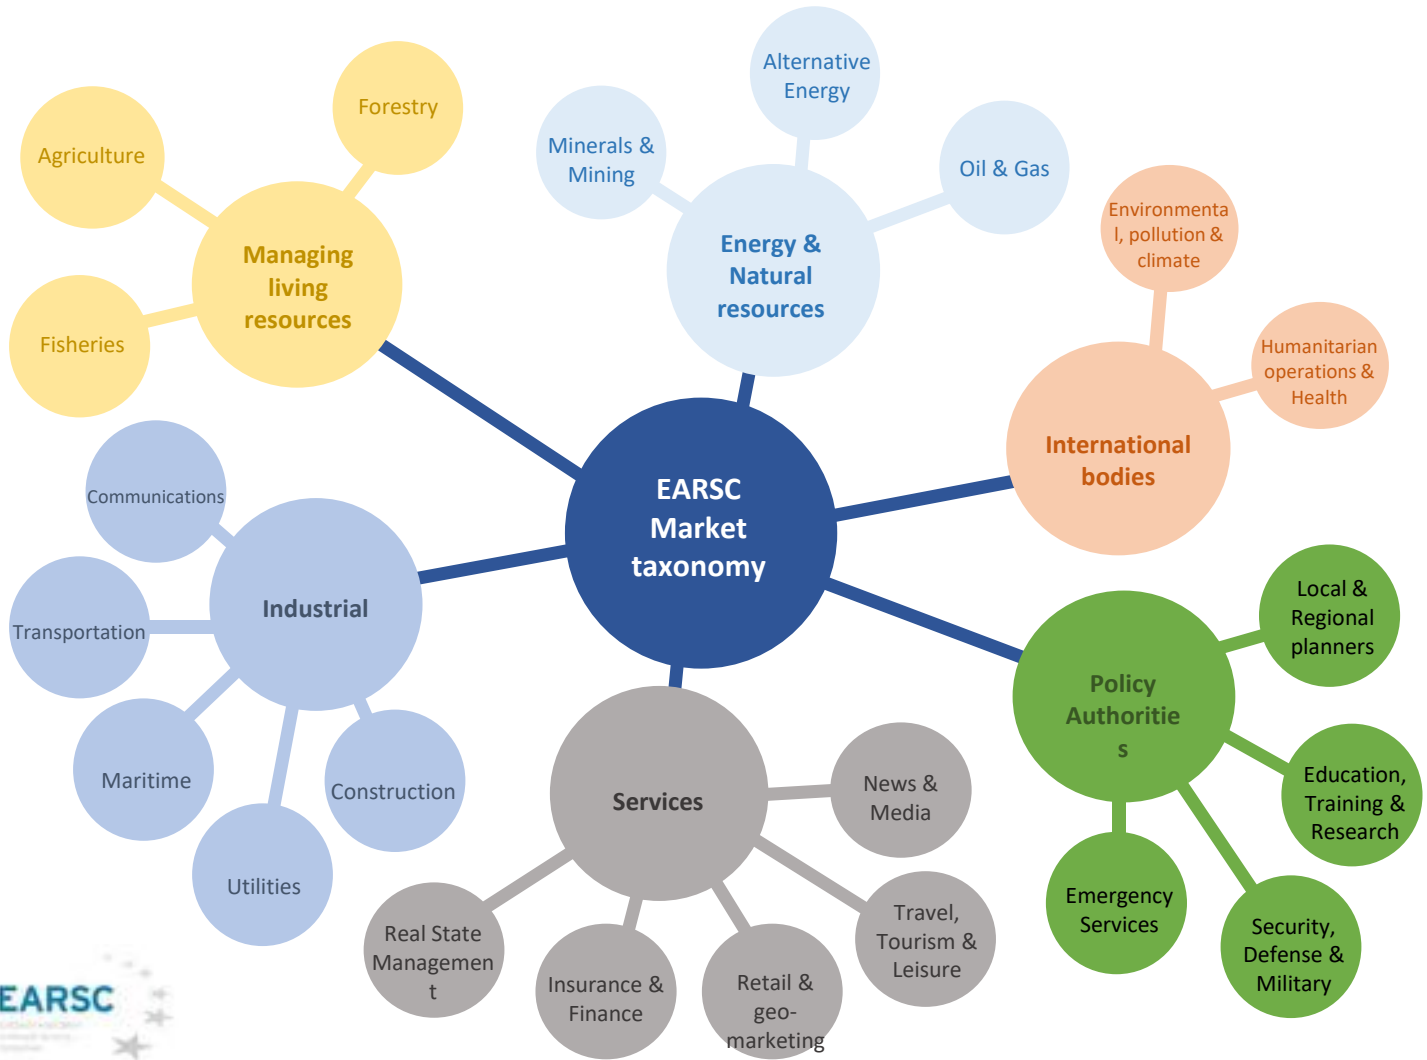 Alternative
Energy
Forestry
Minerals &
Mining
Agriculture
Oil & Gas
Environmenta
l, pollution &
climate
Managing
living
resources
Energy &
Natural
resources
Fisheries
Humanitarian
operations &
Health
International
bodies
EARSC
Market
taxonomy
Communications
Industrial
Transportation
Maritime
Utilities
Construction
Local &
Regional
planners
Policy
Authoritie
s
Education,
Training &
Research
Services
News &
Media
Emergency
Services
Security,
Defense &
Military
Travel,
Tourism &
Leisure
Real State
Managemen
t
Insurance &
Finance
Retail &
geo-
marketing
EARSC